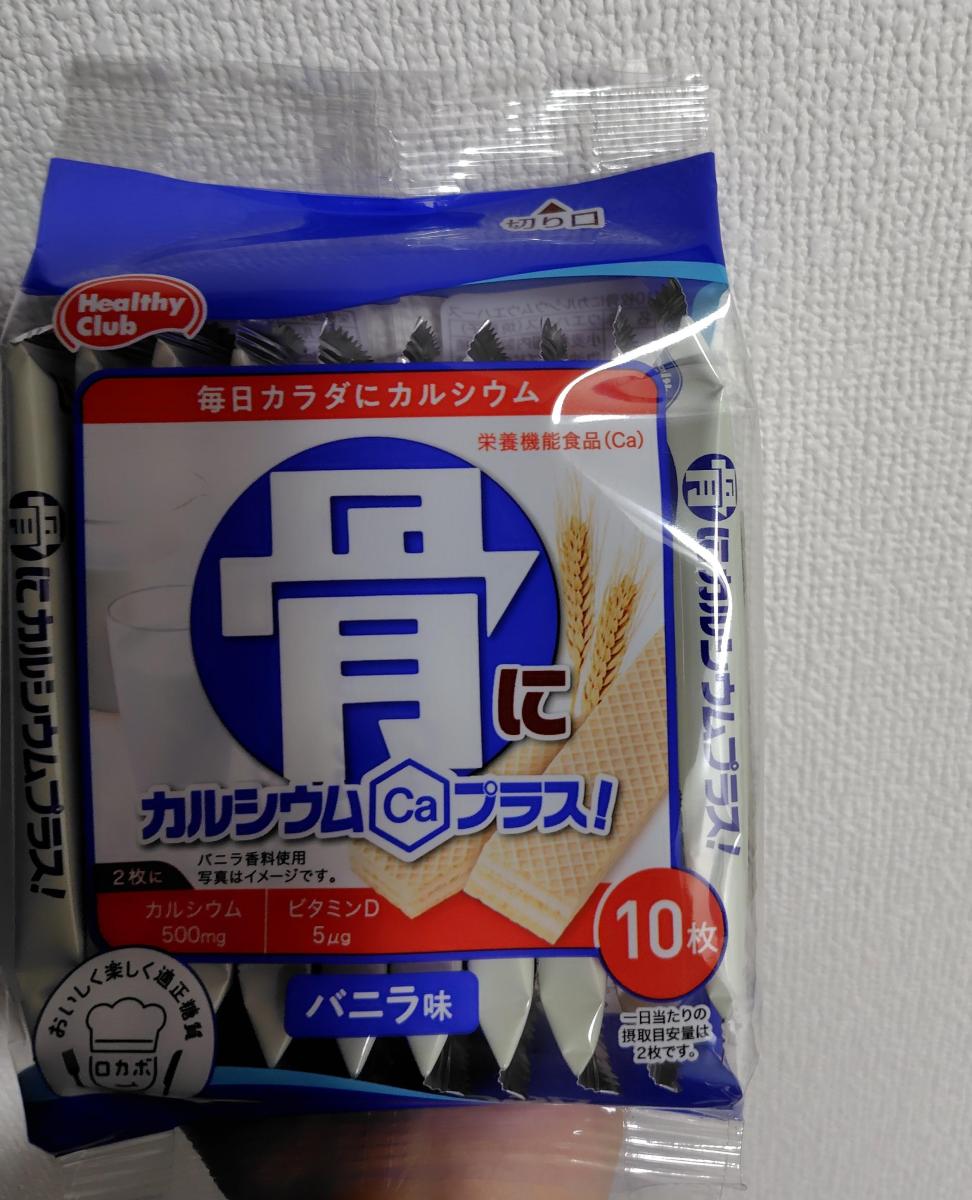 切り口
Healthy
Club
毎日カラダにカルシウム
栄養機能食品(Ca)
骨に
カルシウムCaプラス!
バニラ香料使用
写真はイメージです。
2枚に
カルシウム
500mg
ビタミンD
5μg
10枚
バニラ味
一日当たりの
摂取目安量は
2枚です。
おいしく楽しく適正糖質
ロカボ
骨にカルシウムプラス!
骨にカルシウムプラス!